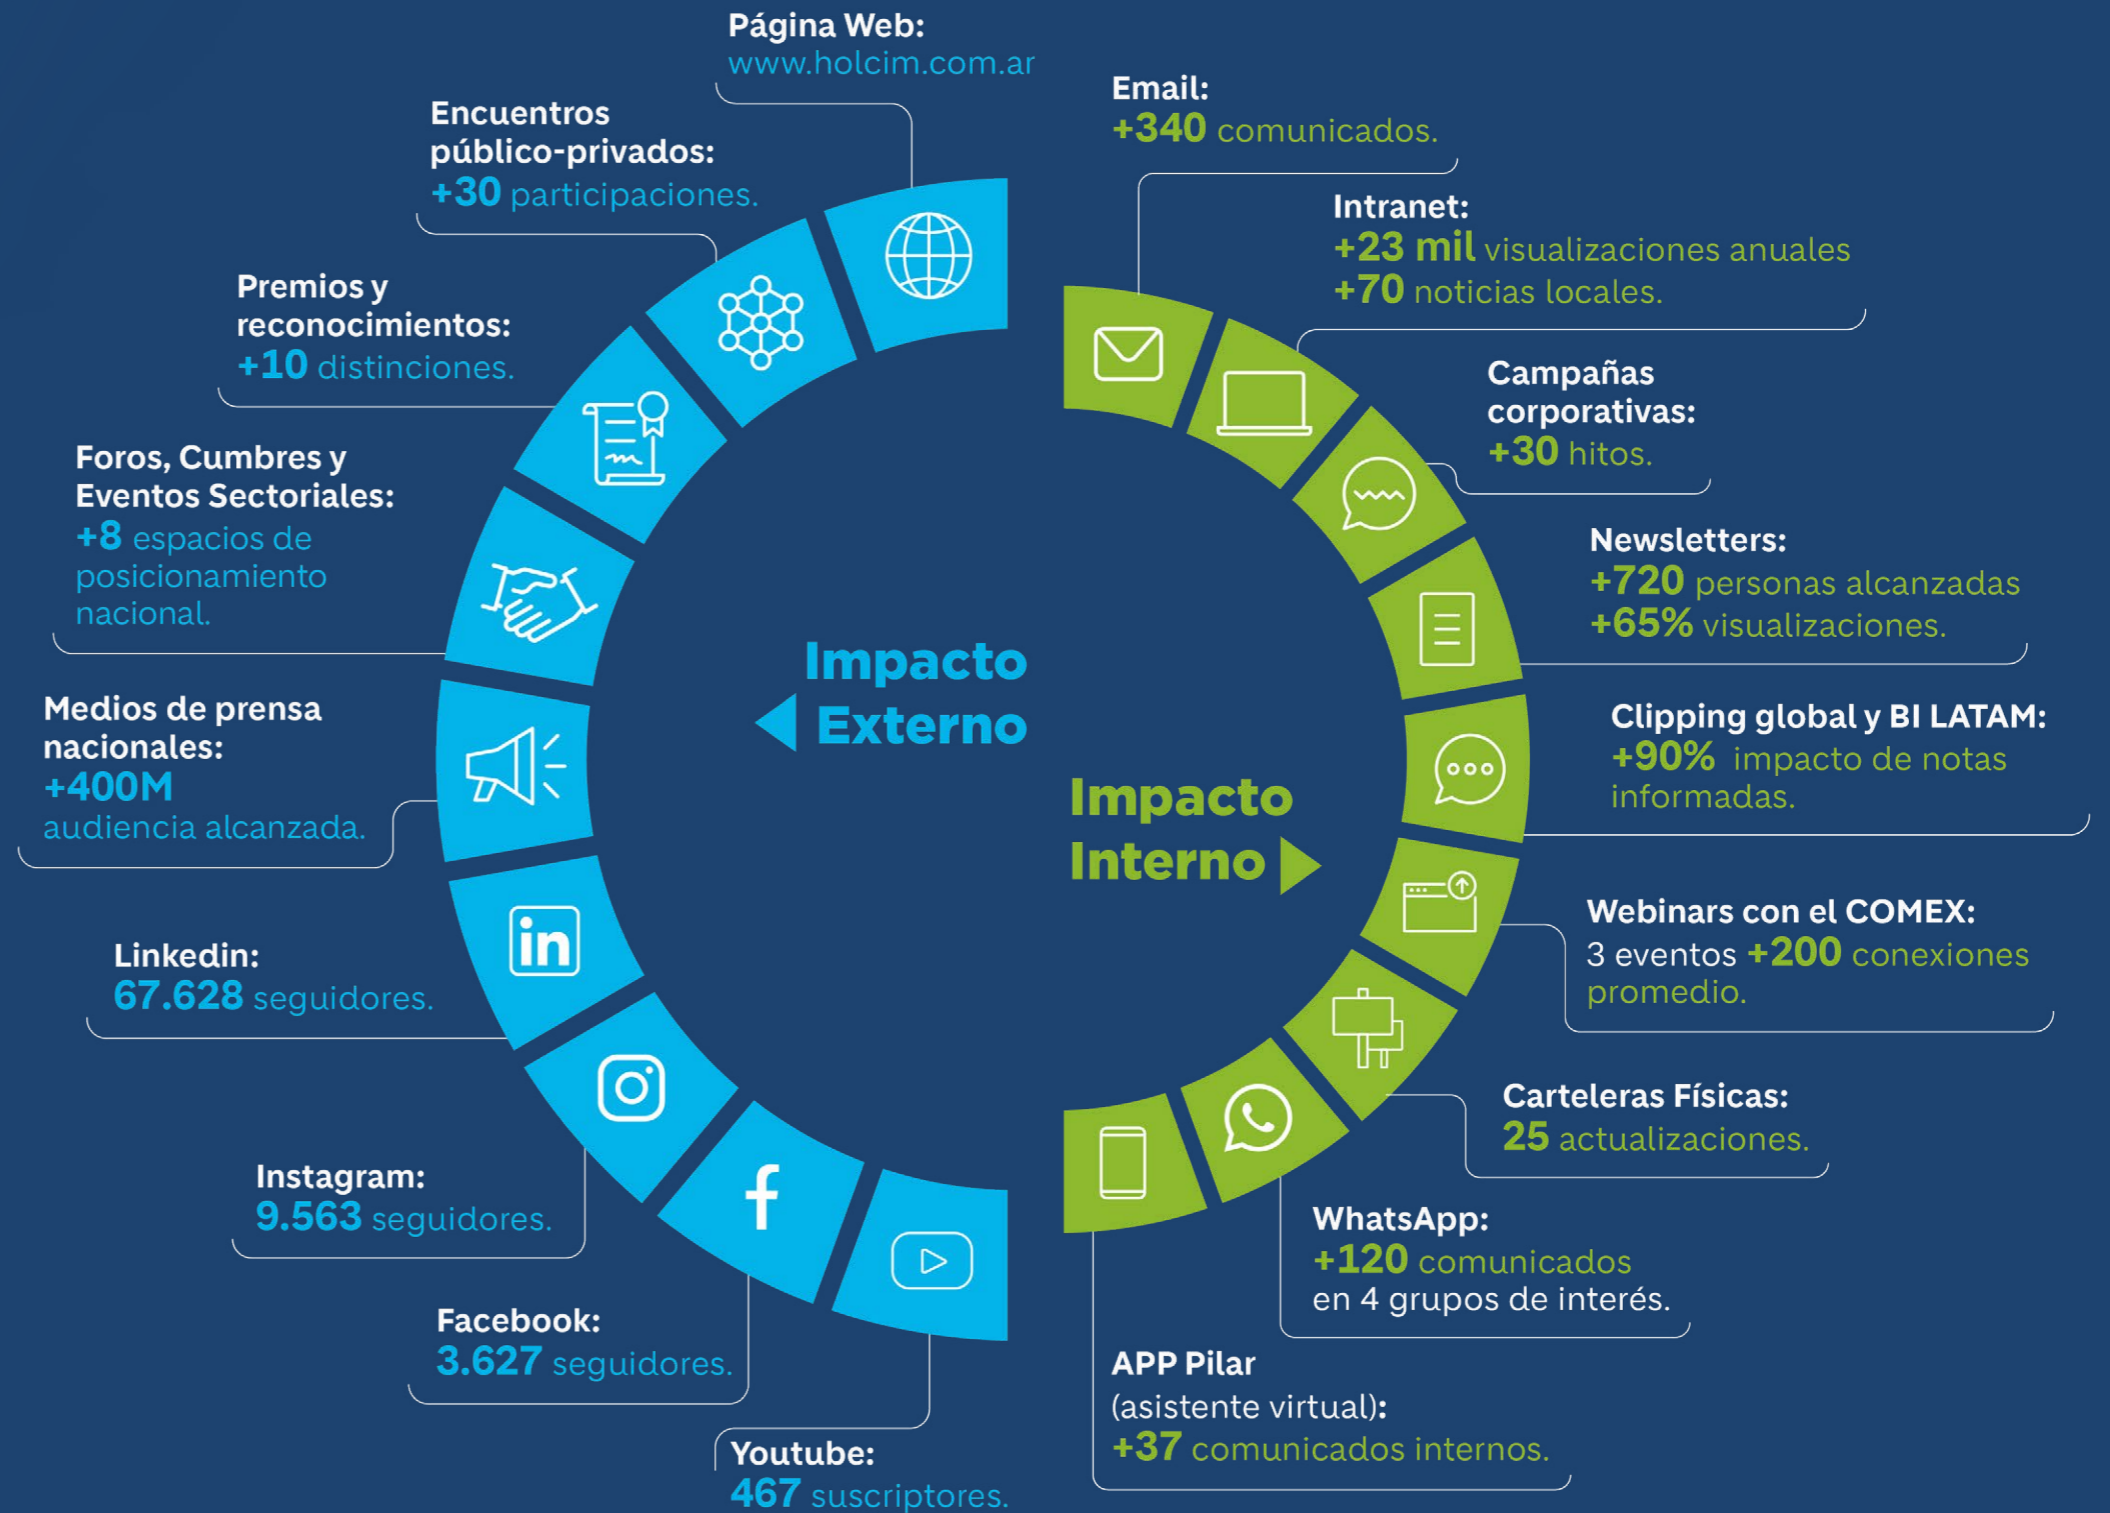 Página Web:
www.holcim.com.ar
Encuentros
público-privados:
+30 participaciones.
Premios y
reconocimientos:
+10 distinciones.
Foros, Cumbres y
Eventos Sectoriales:
+8 espacios de
posicionamiento
nacional.
Medios de prensa
nacionales:
+400M
audiencia alcanzada.
Linkedin:
67.628 seguidores.
Instagram:
9.563 seguidores.
Facebook:
3.627 seguidores.
Youtube:
467 suscriptores.
in
f
Impacto
Externo
Impacto
Interno
Email:
+340 comunicados.
Intranet:
+23 mil visualizaciones anuales
+70 noticias locales.
Campañas
corporativas:
+30 hitos.
Newsletters:
+720 personas alcanzadas
+65% visualizaciones.
Clipping global y BI LATAM:
+90% impacto de notas
informadas.
Webinars con el COMEX:
3 eventos +200 conexiones
promedio.
Carteleras Físicas:
25 actualizaciones.
WhatsApp:
+120 comunicados
en 4 grupos de interés.
APP Pilar
(asistente virtual):
+37 comunicados internos.